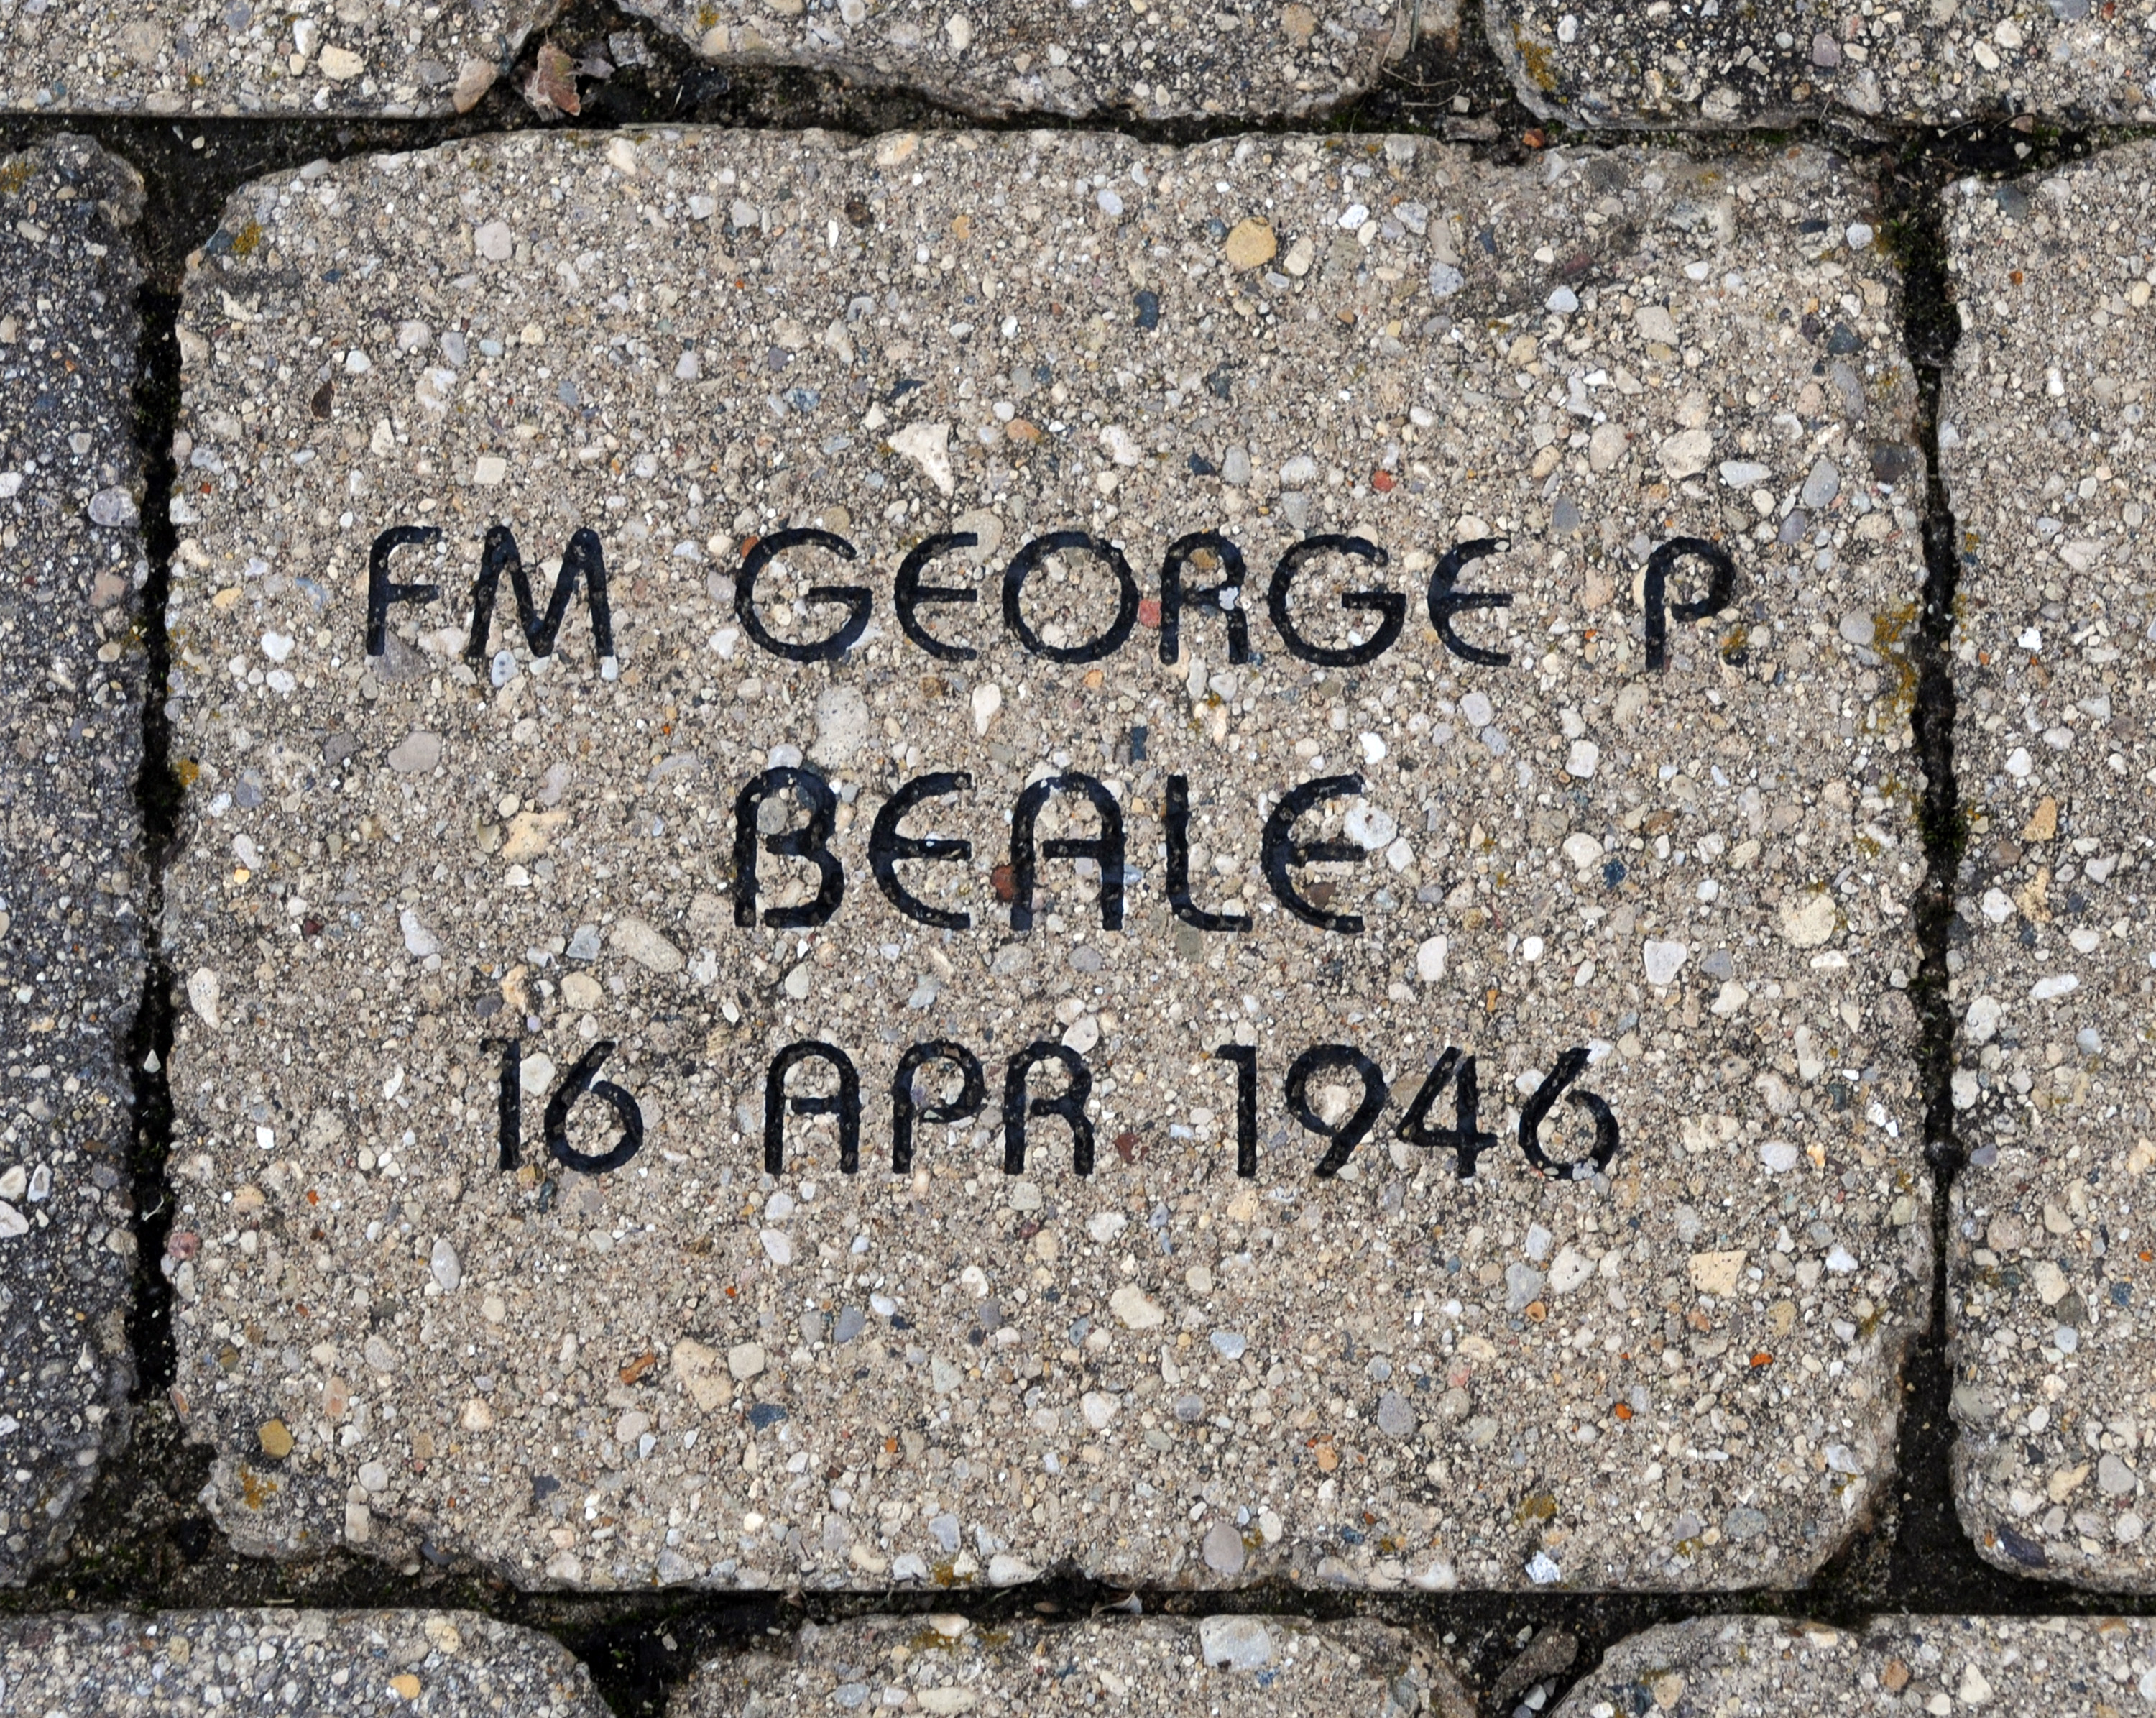 FM GEORGE P.
BEALE
16 APR 1946